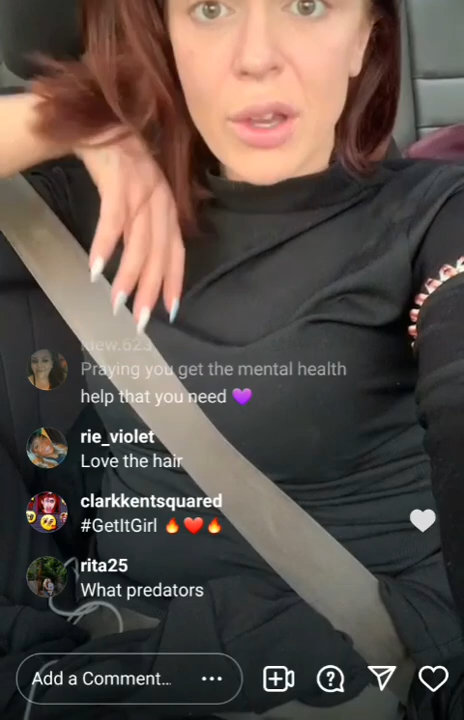 Praying you get the mental health
help that you need 💜
rie_violet
Love the hair
clarkkentsquared
#GetItGirl 🔥❤️🔥
rita25
What predators
Add a Comment...